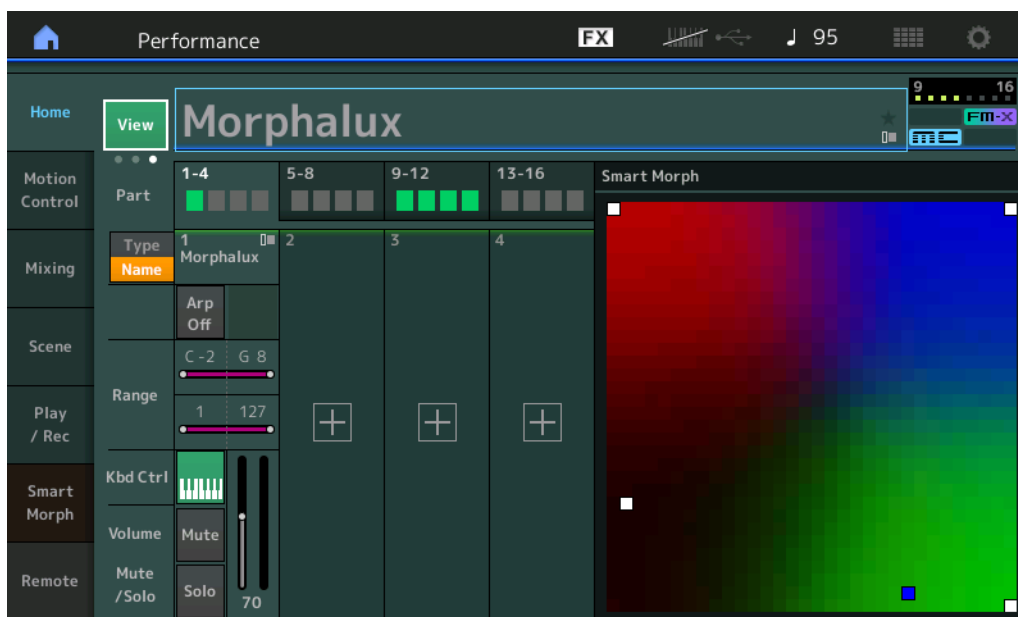 Performance
FX
♩ 95
Home
View
Morphalux
9 16
FM-X
MC
Motion
Control
Part
1-4
5-8
9-12
13-16
Smart Morph
Type
Name
1
Morphalux
2
3
4
Mixing
Arp
Off
Scene
Range
C -2 G 8
1 127
Play
/ Rec
Kbd Ctrl
Smart
Morph
Volume
Mute
Mute
/Solo
Solo
70
Remote